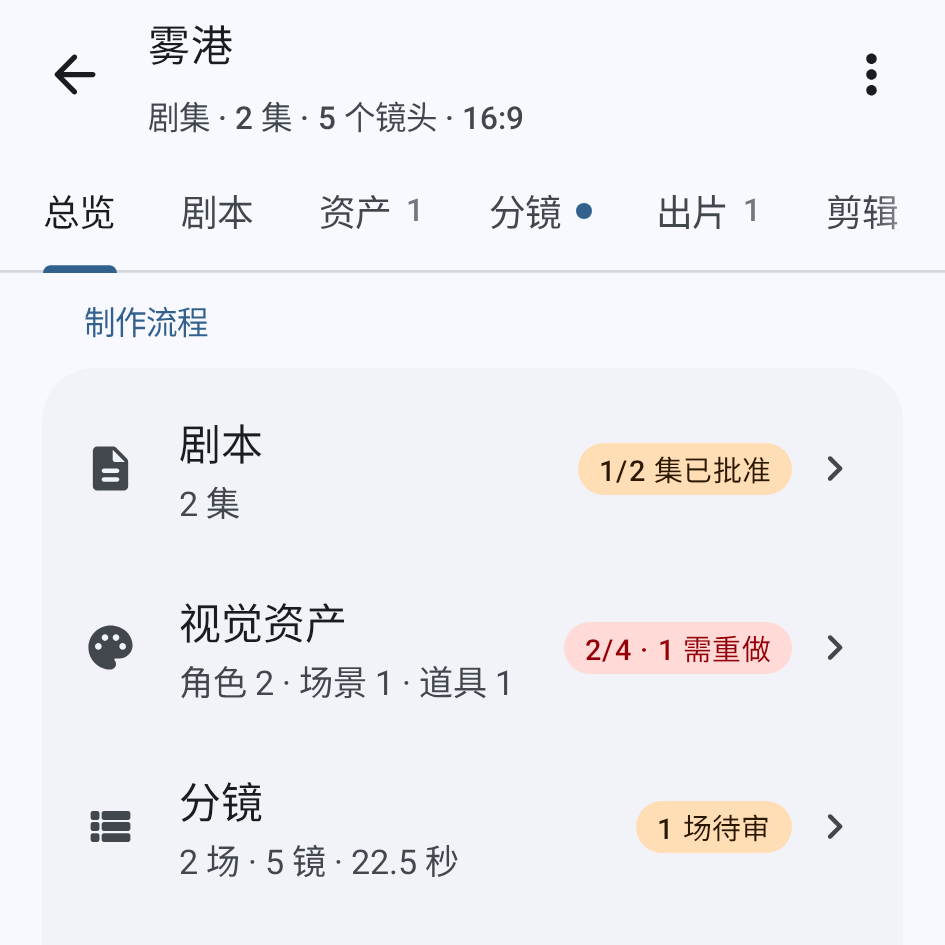 雾港
剧集 · 2 集 · 5 个镜头 · 16:9
总览 剧本 资产 1 分镜 出片 1 剪辑
制作流程
剧本
1/2 集已批准
2 集
视觉资产
2/4 · 1 需重做
角色 2 · 场景 1 · 道具 1
分镜
1 场待审
2 场 · 5 镜 · 22.5 秒